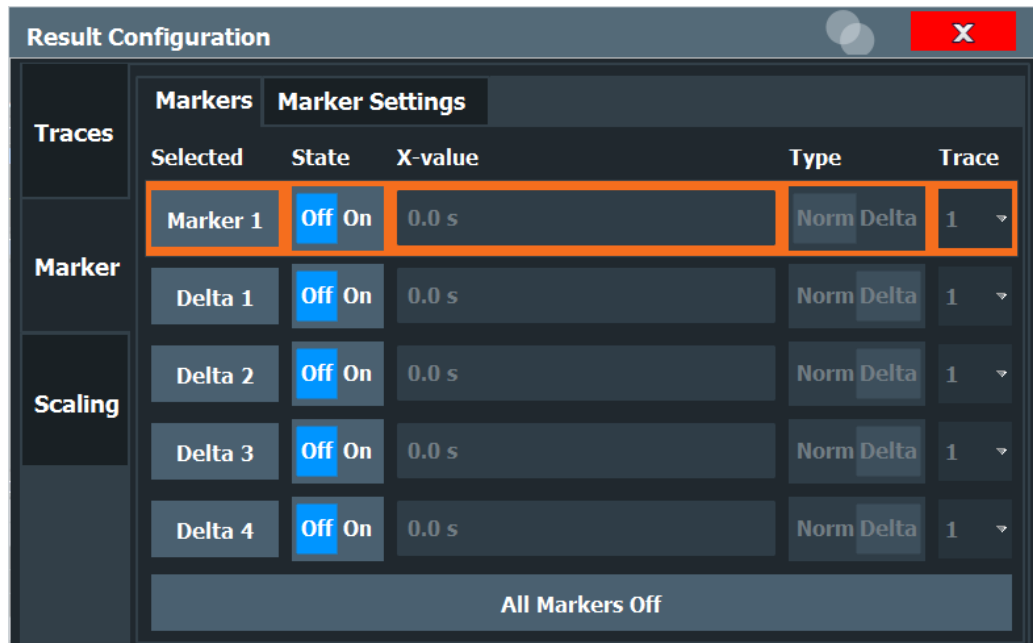 Result Configuration
X
Traces
Marker
Scaling
Markers Marker Settings
Selected State X-value Type Trace
Marker 1 Off On 0.0 s Norm Delta 1
Delta 1 Off On 0.0 s Norm Delta 1
Delta 2 Off On 0.0 s Norm Delta 1
Delta 3 Off On 0.0 s Norm Delta 1
Delta 4 Off On 0.0 s Norm Delta 1
All Markers Off